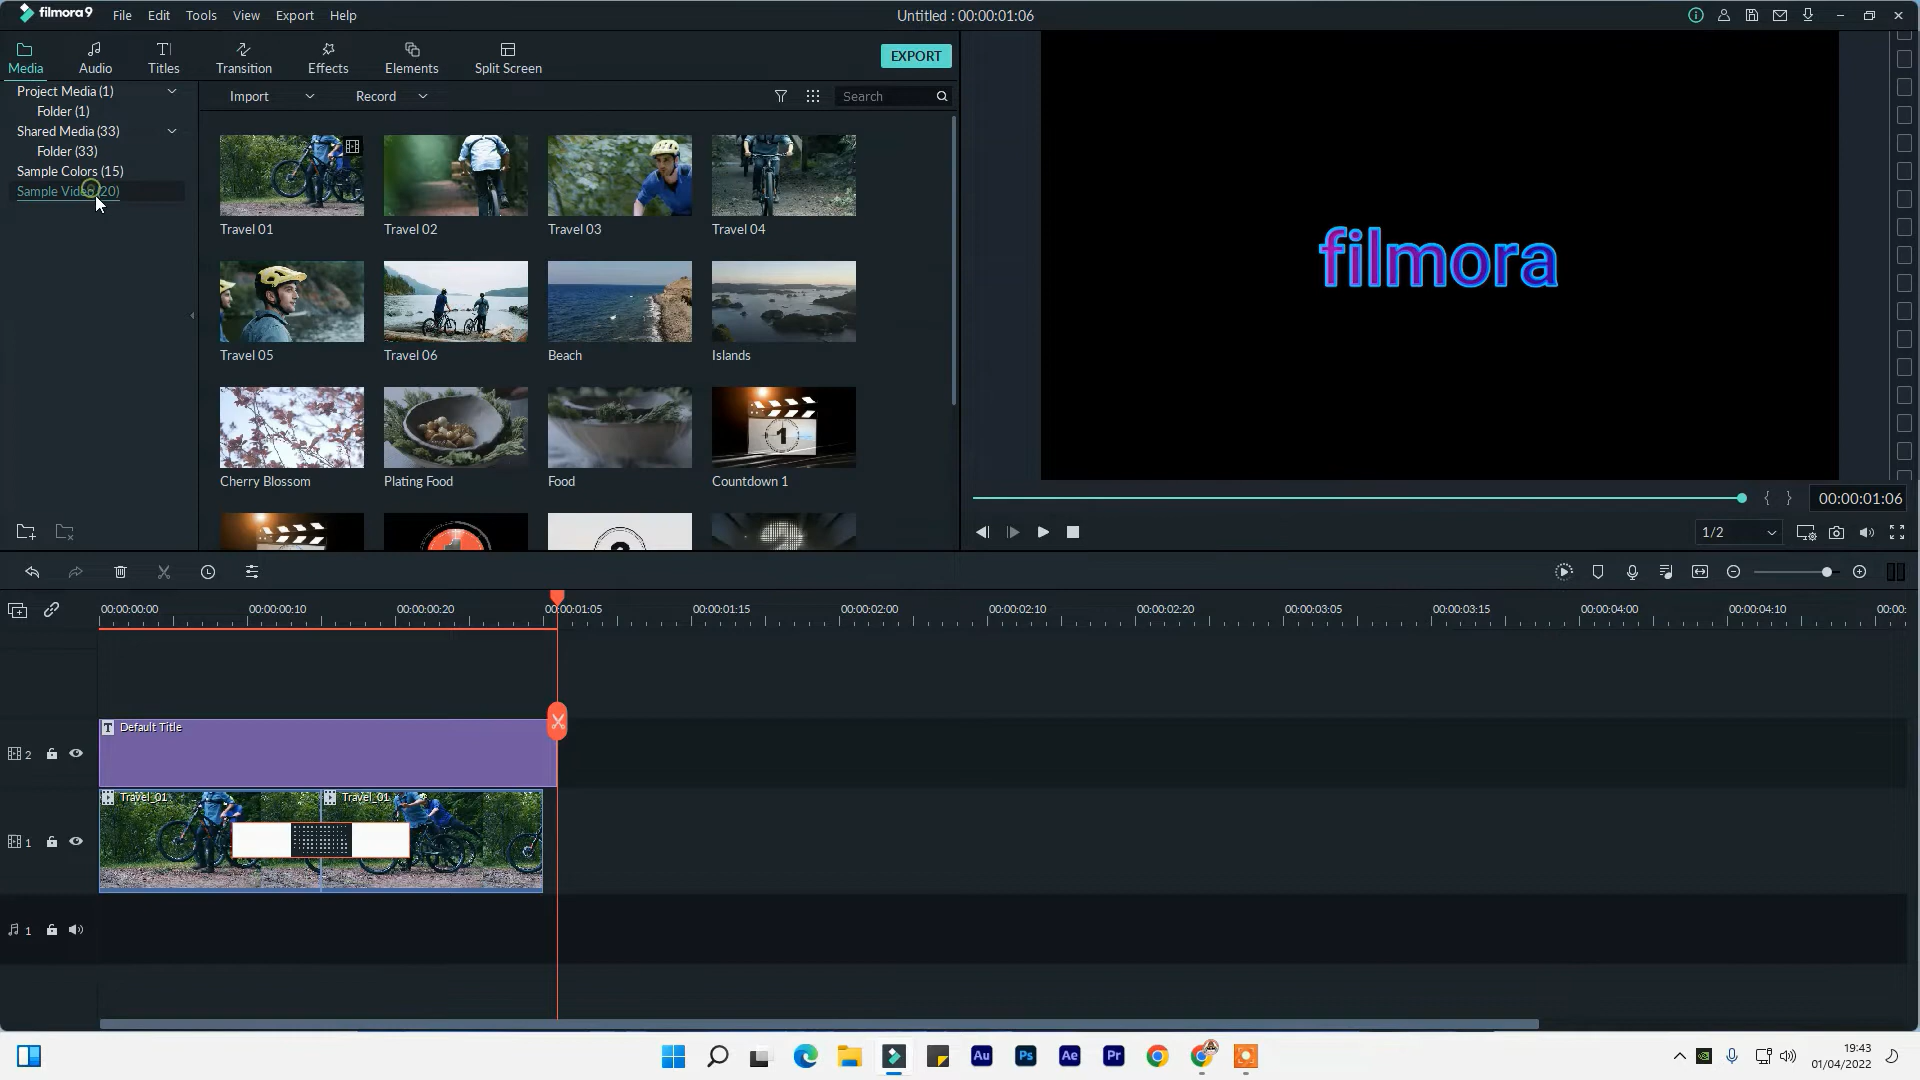 filmora9 File Edit Tools View Export Help Untitled : 00:00:01:06
Media Audio Titles Transition Effects Elements Split Screen EXPORT
Project Media (1)
Folder (1)
Shared Media (33)
Folder (33)
Sample Colors (15)
Sample Video (20)
Import Record Search
Travel 01 Travel 02 Travel 03 Travel 04
Travel 05 Travel 06 Beach Islands
Cherry Blossom Plating Food Food Countdown 1
1
filmora
{ } 00:00:01:06
1/2
00:00:00:00 00:00:00:10 00:00:00:20 00:00:01:05 00:00:01:15 00:00:02:00 00:00:02:10 00:00:02:20 00:00:03:05 00:00:03:15 00:00:04:00 00:00:04:10 00:00:
2 T Default Title
1 Travel_01 Travel_01
1
Au Ps Ae Pr
19:43
01/04/2022